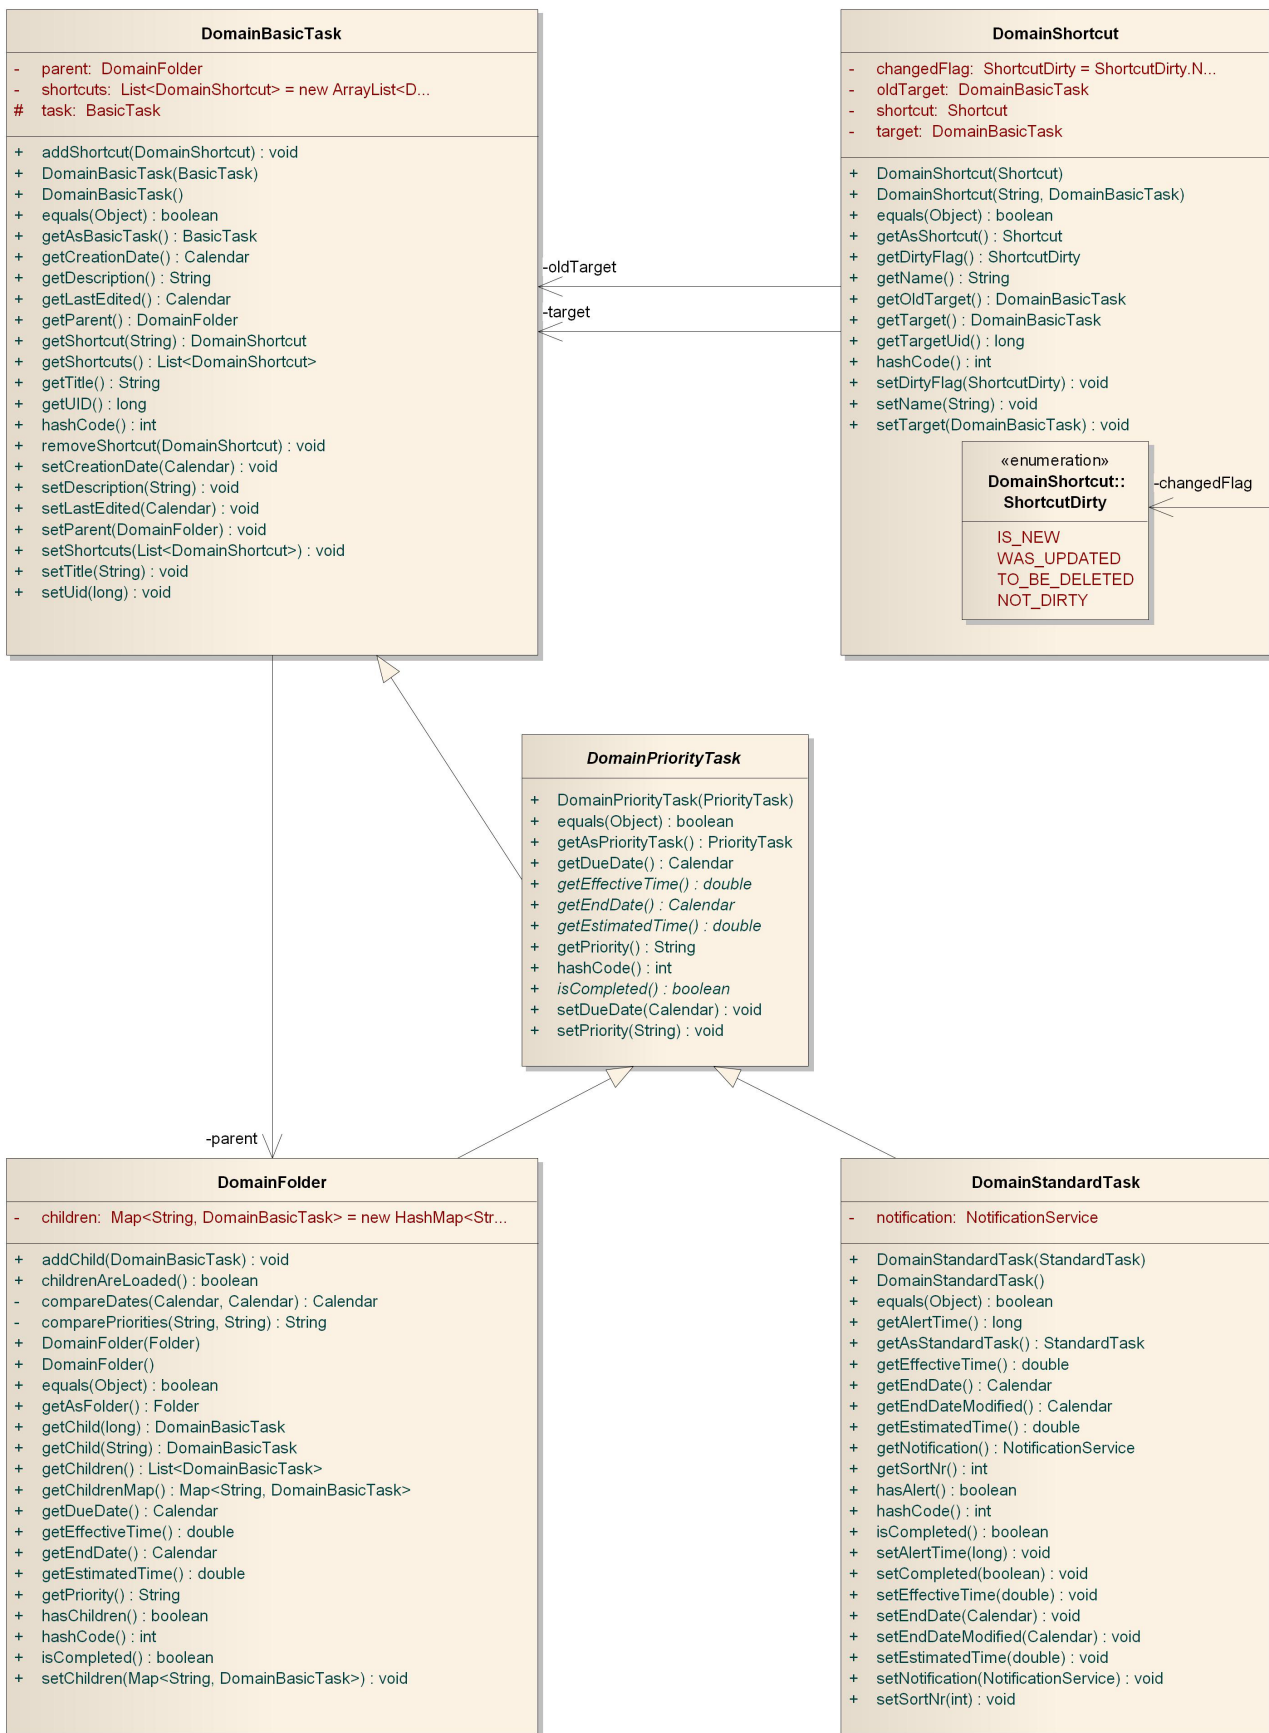 DomainBasicTask
- parent: DomainFolder
- shortcuts: List<DomainShortcut> = new ArrayList<D...
# task: BasicTask
+ addShortcut(DomainShortcut) : void
+ DomainBasicTask(BasicTask)
+ DomainBasicTask()
+ equals(Object) : boolean
+ getAsBasicTask() : BasicTask
+ getCreationDate() : Calendar
+ getDescription() : String
+ getLastEdited() : Calendar
+ getParent() : DomainFolder
+ getShortcut(String) : DomainShortcut
+ getShortcuts() : List<DomainShortcut>
+ getTitle() : String
+ getUID() : long
+ hashCode() : int
+ removeShortcut(DomainShortcut) : void
+ setCreationDate(Calendar) : void
+ setDescription(String) : void
+ setLastEdited(Calendar) : void
+ setParent(DomainFolder) : void
+ setShortcuts(List<DomainShortcut>) : void
+ setTitle(String) : void
+ setUid(long) : void
-oldTarget
-target
DomainShortcut
- changedFlag: ShortcutDirty = ShortcutDirty.N...
- oldTarget: DomainBasicTask
- shortcut: Shortcut
- target: DomainBasicTask
+ DomainShortcut(Shortcut)
+ DomainShortcut(String, DomainBasicTask)
+ equals(Object) : boolean
+ getAsShortcut() : Shortcut
+ getDirtyFlag() : ShortcutDirty
+ getName() : String
+ getOldTarget() : DomainBasicTask
+ getTarget() : DomainBasicTask
+ getTargetUid() : long
+ hashCode() : int
+ setDirtyFlag(ShortcutDirty) : void
+ setName(String) : void
+ setTarget(DomainBasicTask) : void
«enumeration»
DomainShortcut::
ShortcutDirty
IS_NEW
WAS_UPDATED
TO_BE_DELETED
NOT_DIRTY
-changedFlag
DomainPriorityTask
+ DomainPriorityTask(PriorityTask)
+ equals(Object) : boolean
+ getAsPriorityTask() : PriorityTask
+ getDueDate() : Calendar
+ getEffectiveTime() : double
+ getEndDate() : Calendar
+ getEstimatedTime() : double
+ getPriority() : String
+ hashCode() : int
+ isCompleted() : boolean
+ setDueDate(Calendar) : void
+ setPriority(String) : void
-parent
DomainFolder
- children: Map<String, DomainBasicTask> = new HashMap<Str...
+ addChild(DomainBasicTask) : void
+ childrenAreLoaded() : boolean
- compareDates(Calendar, Calendar) : Calendar
- comparePriorities(String, String) : String
+ DomainFolder(Folder)
+ DomainFolder()
+ equals(Object) : boolean
+ getAsFolder() : Folder
+ getChild(long) : DomainBasicTask
+ getChild(String) : DomainBasicTask
+ getChildren() : List<DomainBasicTask>
+ getChildrenMap() : Map<String, DomainBasicTask>
+ getDueDate() : Calendar
+ getEffectiveTime() : double
+ getEndDate() : Calendar
+ getEstimatedTime() : double
+ getPriority() : String
+ hasChildren() : boolean
+ hashCode() : int
+ isCompleted() : boolean
+ setChildren(Map<String, DomainBasicTask>) : void
DomainStandardTask
- notification: NotificationService
+ DomainStandardTask(StandardTask)
+ DomainStandardTask()
+ equals(Object) : boolean
+ getAlertTime() : long
+ getAsStandardTask() : StandardTask
+ getEffectiveTime() : double
+ getEndDate() : Calendar
+ getEndDateModified() : Calendar
+ getEstimatedTime() : double
+ getNotification() : NotificationService
+ getSortNr() : int
+ hasAlert() : boolean
+ hashCode() : int
+ isCompleted() : boolean
+ setAlertTime(long) : void
+ setCompleted(boolean) : void
+ setEffectiveTime(double) : void
+ setEndDate(Calendar) : void
+ setEndDateModified(Calendar) : void
+ setEstimatedTime(double) : void
+ setNotification(NotificationService) : void
+ setSortNr(int) : void